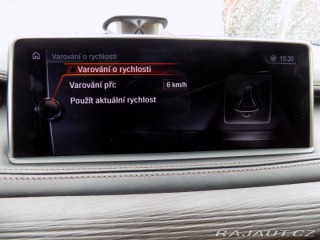 Varování o rychlosti
15:30
Varování o rychlosti
Varování při: 6 km/h
Použít aktuální rychlost
RAJAUT.CZ